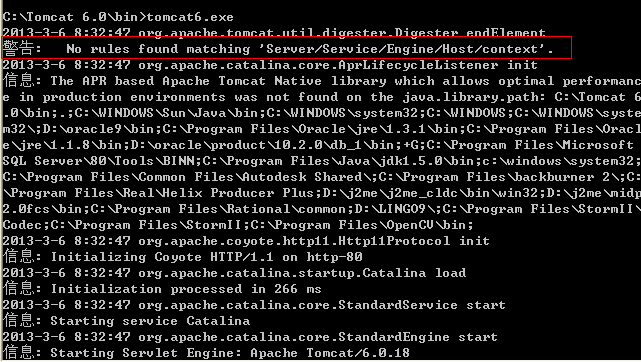 C:\Tomcat 6.0\bin>tomcat6.exe
2013-3-6 8:32:47 org.apache.tomcat.util.digester.Digester endElement
警告:   No rules found matching 'Server/Service/Engine/Host/context'.
2013-3-6 8:32:47 org.apache.catalina.core.AprLifecycleListener init
信息: The APR based Apache Tomcat Native library which allows optimal performanc
e in production environments was not found on the java.library.path: C:\Tomcat 6
.0\bin;.;C:\WINDOWS\Sun\Java\bin;C:\WINDOWS\system32;C:\WINDOWS;C:\WINDOWS\syste
m32\;D:\oracle9\bin;C:\Program Files\Oracle\jre\1.3.1\bin;C:\Program Files\Oracl
e\jre\1.1.8\bin;D:\oracle\product\10.2.0\db_1\bin;+G;C:\Program Files\Microsoft
SQL Server\80\Tools\BINN;C:\Program Files\Java\jdk1.5.0\bin;c:\windows\system32;
C:\Program Files\Common Files\Autodesk Shared\;C:\Program Files\backburner 2\;C:
\Program Files\Real\Helix Producer Plus;D:\j2me\j2me_cldc\bin\win32;D:\j2me\midp
2.0fcs\bin;C:\Program Files\Rational\common;D:\LINGO9\;C:\Program Files\StormII\
Codec;C:\Program Files\StormII;C:\Program Files\OpenCV\bin;
2013-3-6 8:32:47 org.apache.coyote.http11.Http11Protocol init
信息: Initializing Coyote HTTP/1.1 on http-80
2013-3-6 8:32:47 org.apache.catalina.startup.Catalina load
信息: Initialization processed in 266 ms
2013-3-6 8:32:47 org.apache.catalina.core.StandardService start
信息: Starting service Catalina
2013-3-6 8:32:47 org.apache.catalina.core.StandardEngine start
信息: Starting Servlet Engine: Apache Tomcat/6.0.18